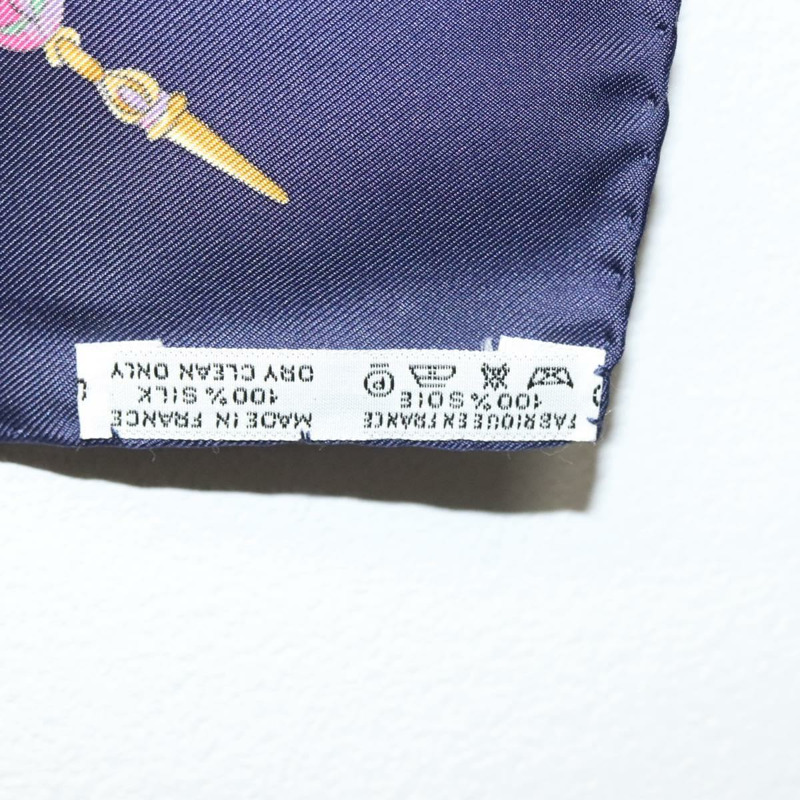 FABRIQUE EN FRANCE
100% SOIE
P
MADE IN FRANCE
100% SILK
DRY CLEAN ONLY